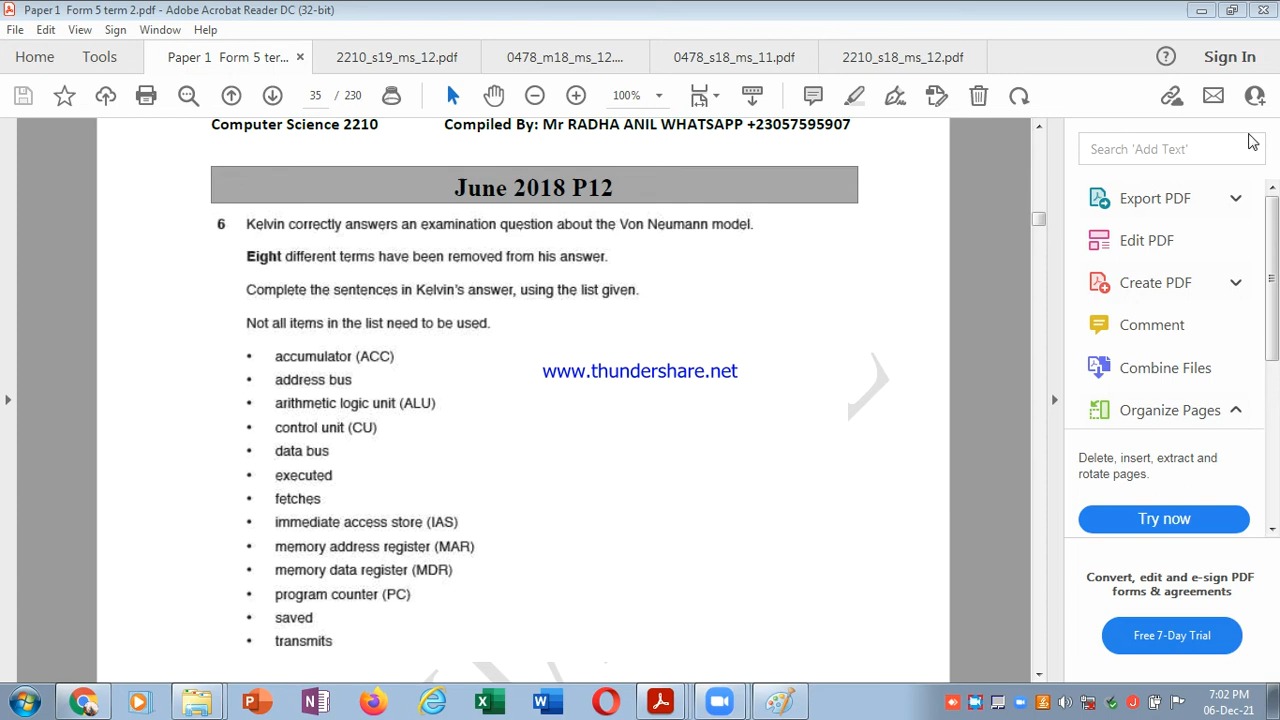 Paper 1 Form 5 term 2.pdf - Adobe Acrobat Reader DC (32-bit)
File Edit View Sign Window Help
Home Tools Paper 1 Form 5 ter... × 2210_s19_ms_12.pdf 0478_m18_ms_12.... 0478_s18_ms_11.pdf 2210_s18_ms_12.pdf ? Sign In
35 / 230 100%
Computer Science 2210 Compiled By: Mr RADHA ANIL WHATSAPP +23057595907
June 2018 P12
6 Kelvin correctly answers an examination question about the Von Neumann model.
Eight different terms have been removed from his answer.
Complete the sentences in Kelvin's answer, using the list given.
Not all items in the list need to be used.
• accumulator (ACC)
• address bus
• arithmetic logic unit (ALU)
• control unit (CU)
• data bus
• executed
• fetches
• immediate access store (IAS)
• memory address register (MAR)
• memory data register (MDR)
• program counter (PC)
• saved
• transmits
www.thundershare.net
Search 'Add Text'
Export PDF
Edit PDF
Create PDF
Comment
Combine Files
Organize Pages
Delete, insert, extract and
rotate pages.
Try now
Convert, edit and e-sign PDF
forms & agreements
Free 7-Day Trial
7:02 PM
06-Dec-21